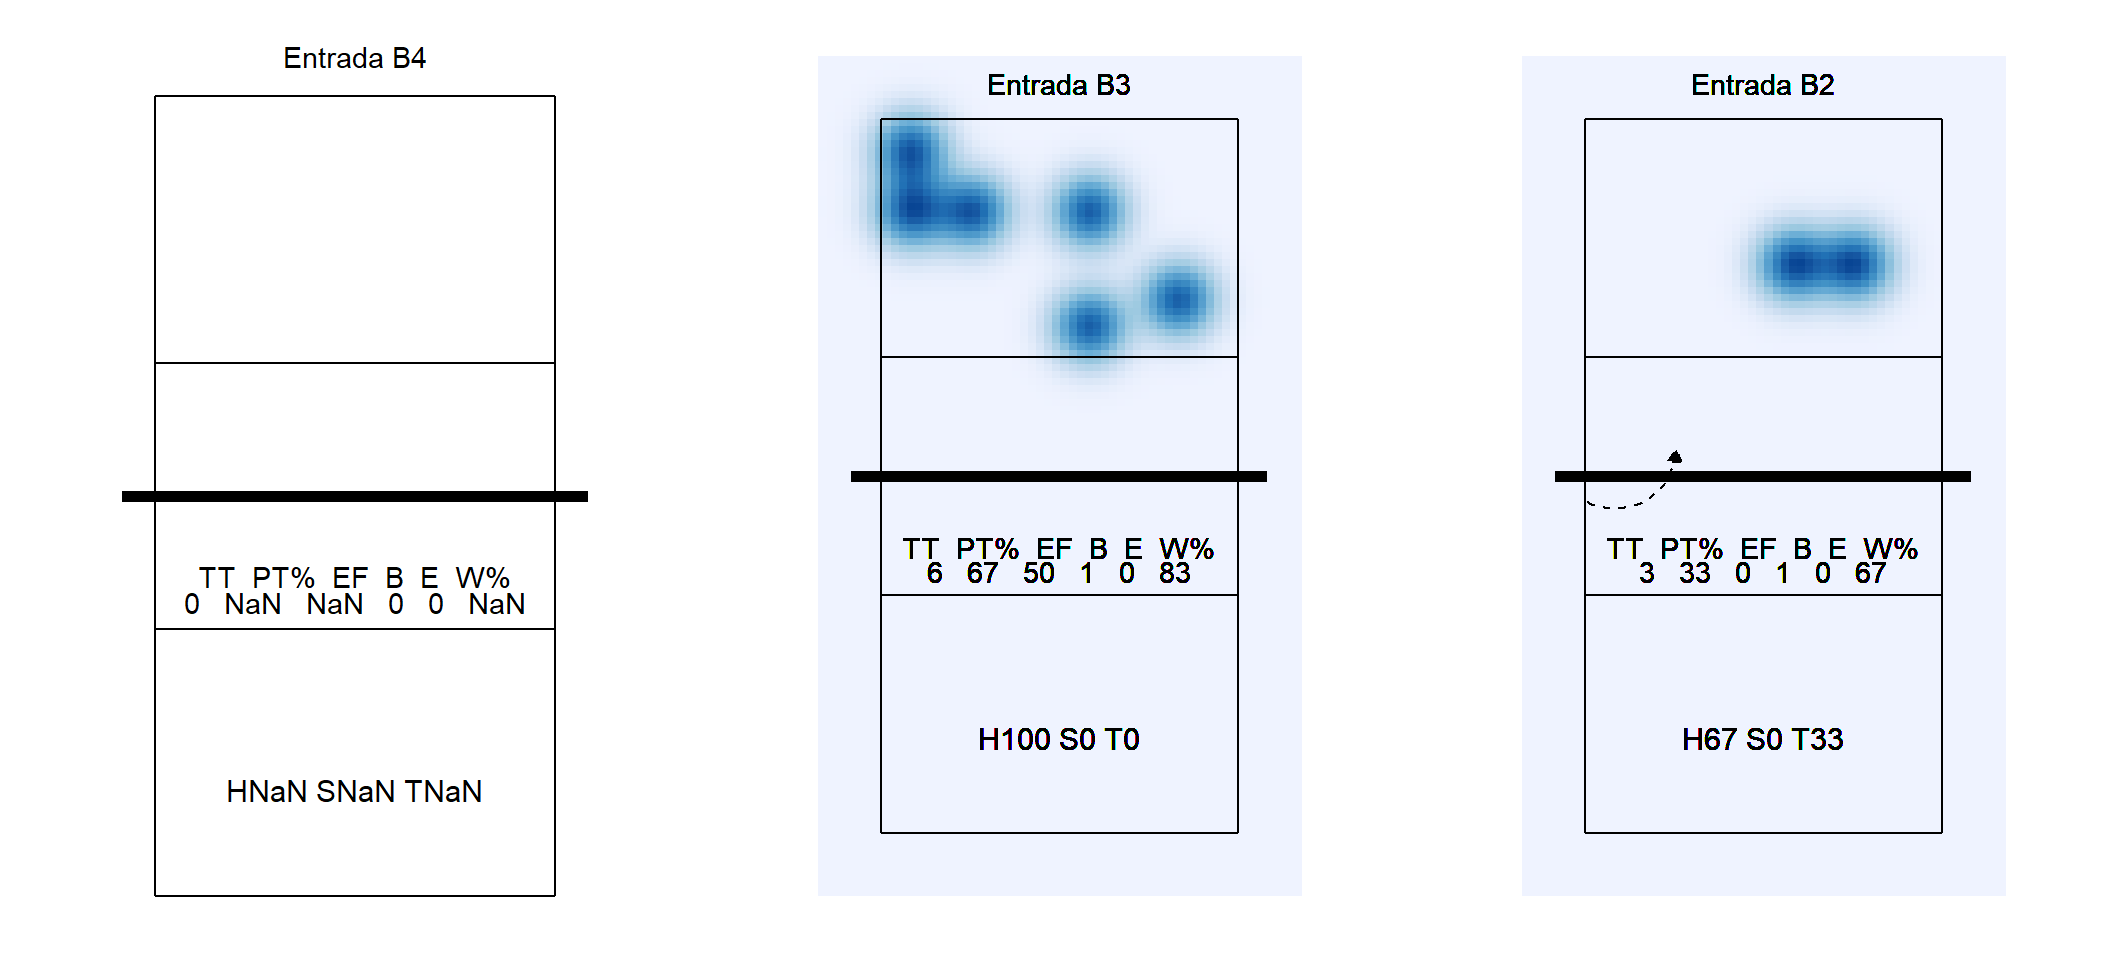 Entrada B4
TT PT% EF B E W%
0 NaN NaN 0 0 NaN
HNaN SNaN TNaN
Entrada B3
TT PT% EF B E W%
6 67 50 1 0 83
H100 S0 T0
Entrada B2
TT PT% EF B E W%
3 33 0 1 0 67
H67 S0 T33